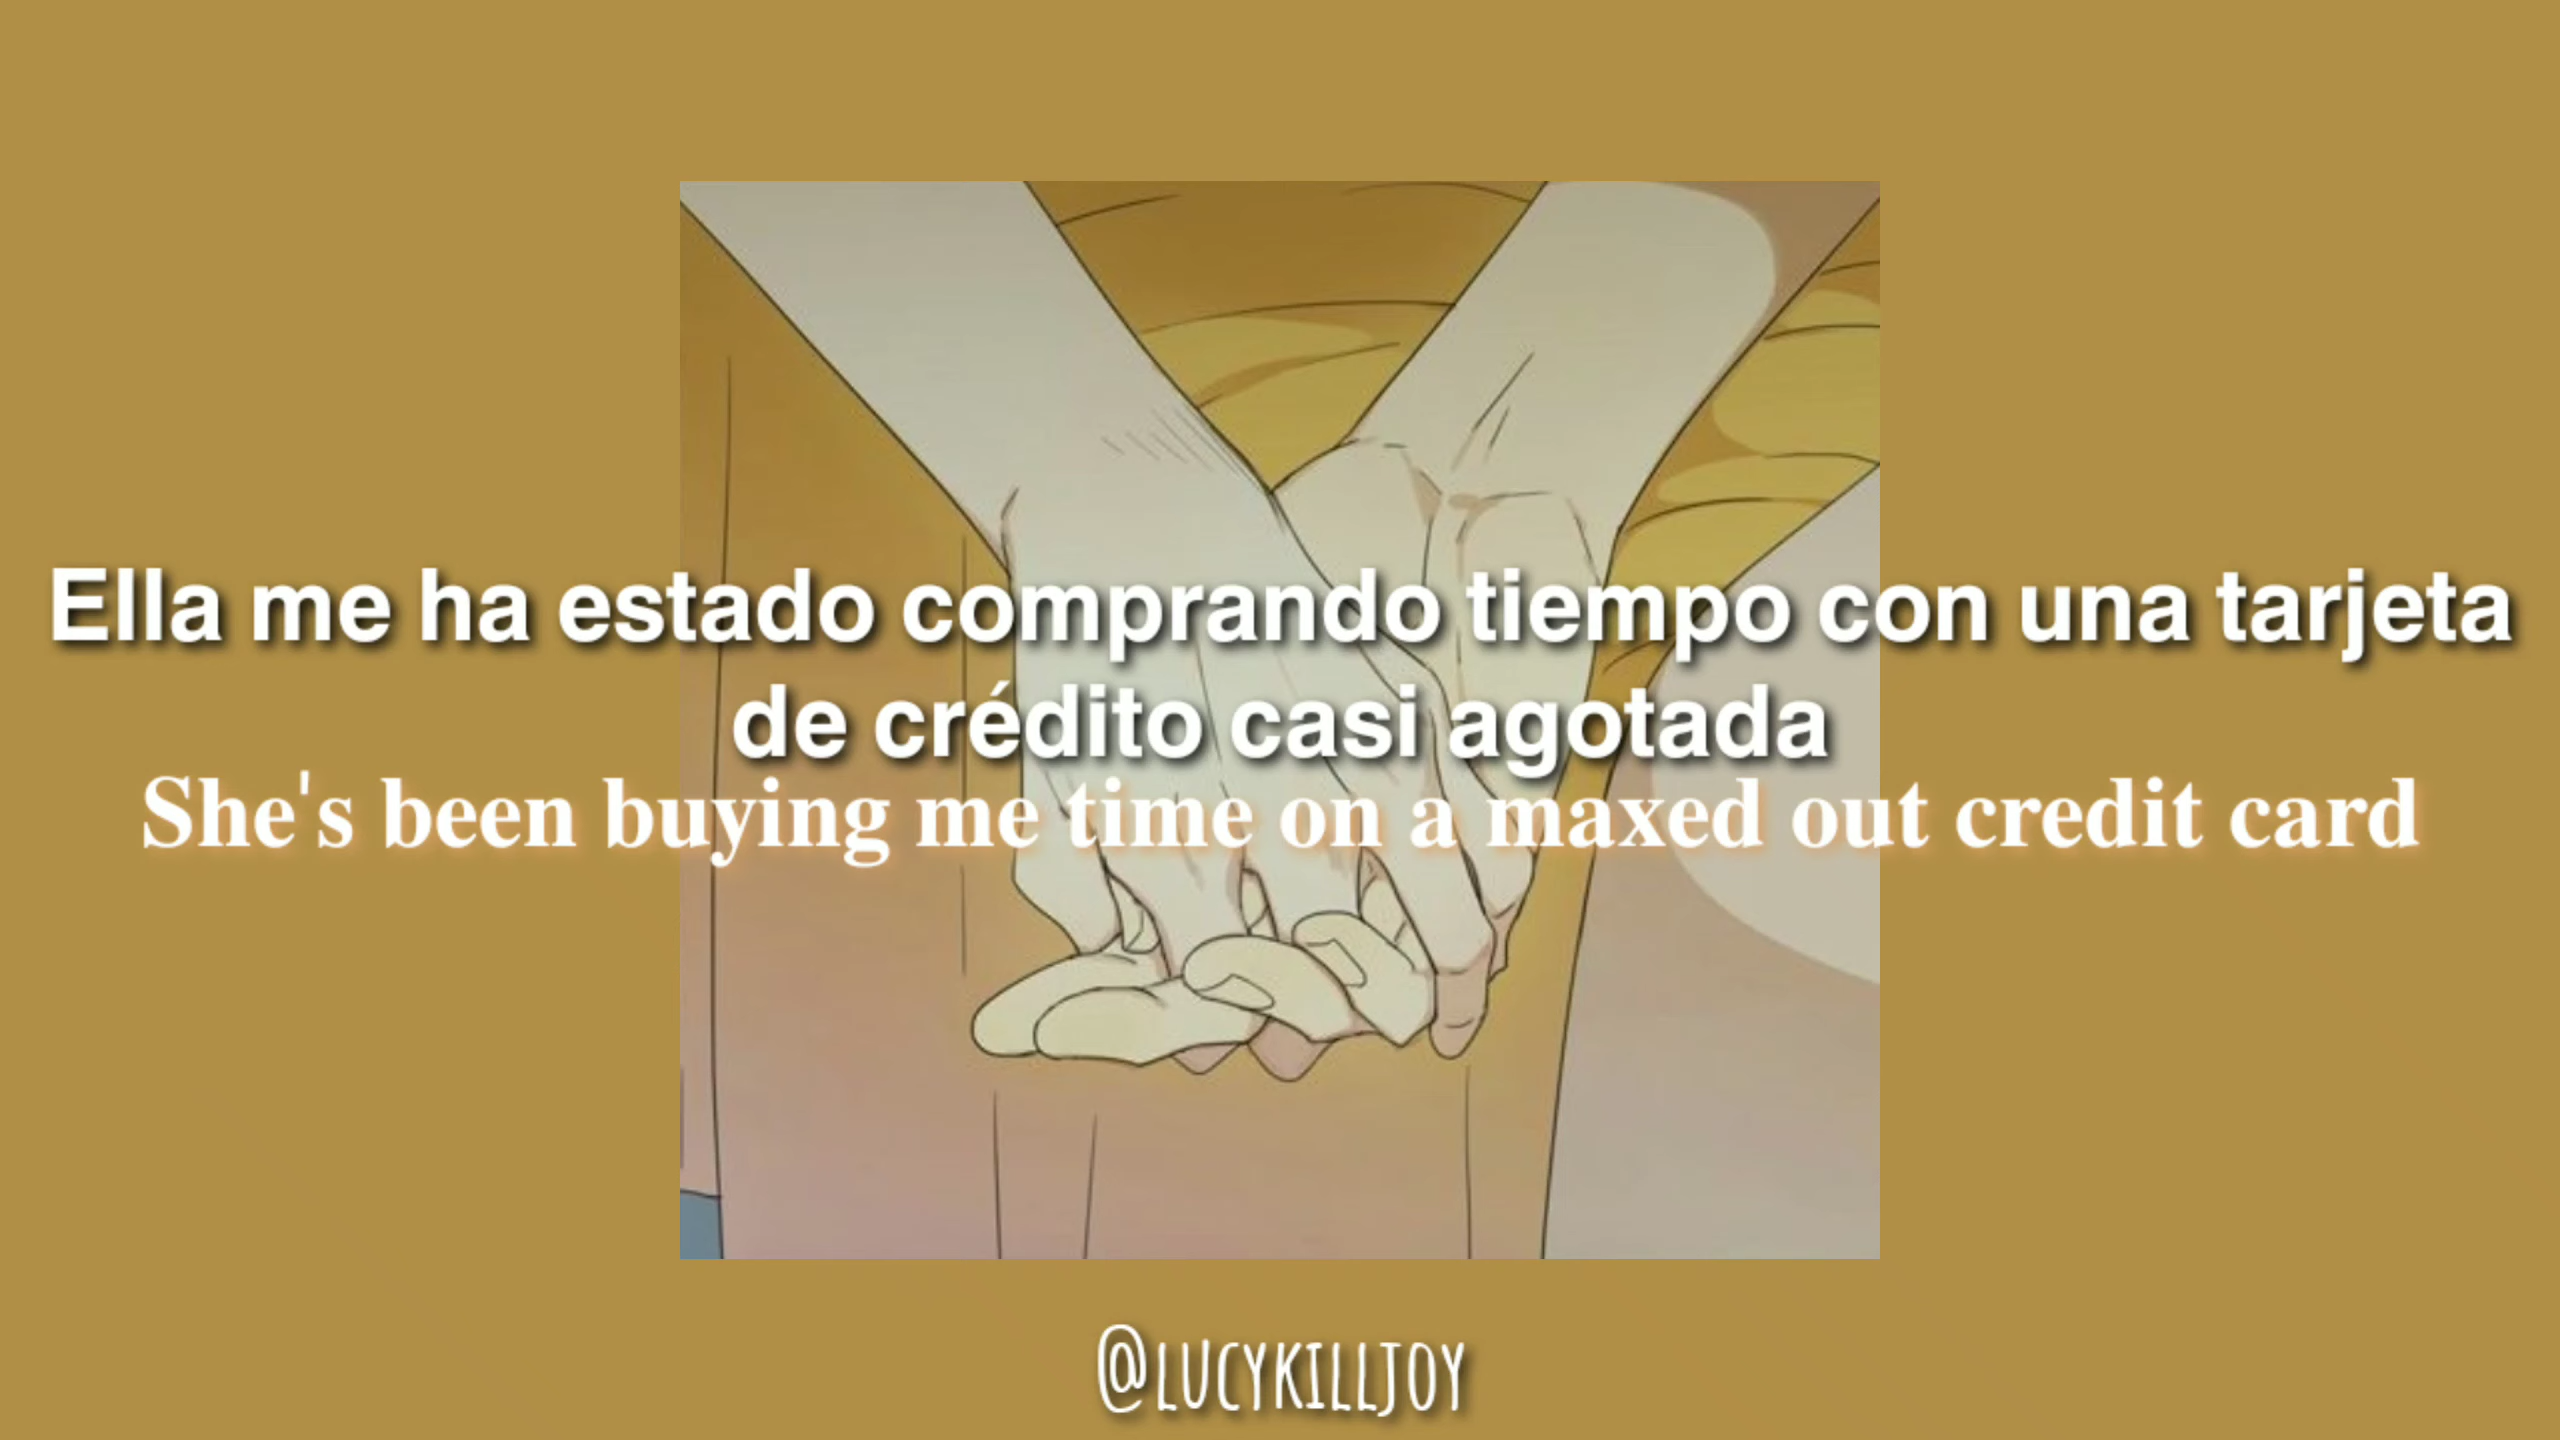 Ella me ha estado comprando tiempo con una tarjeta
de crédito casi agotada
She's been buying me time on a maxed out credit card
@LUCYKILLJOY